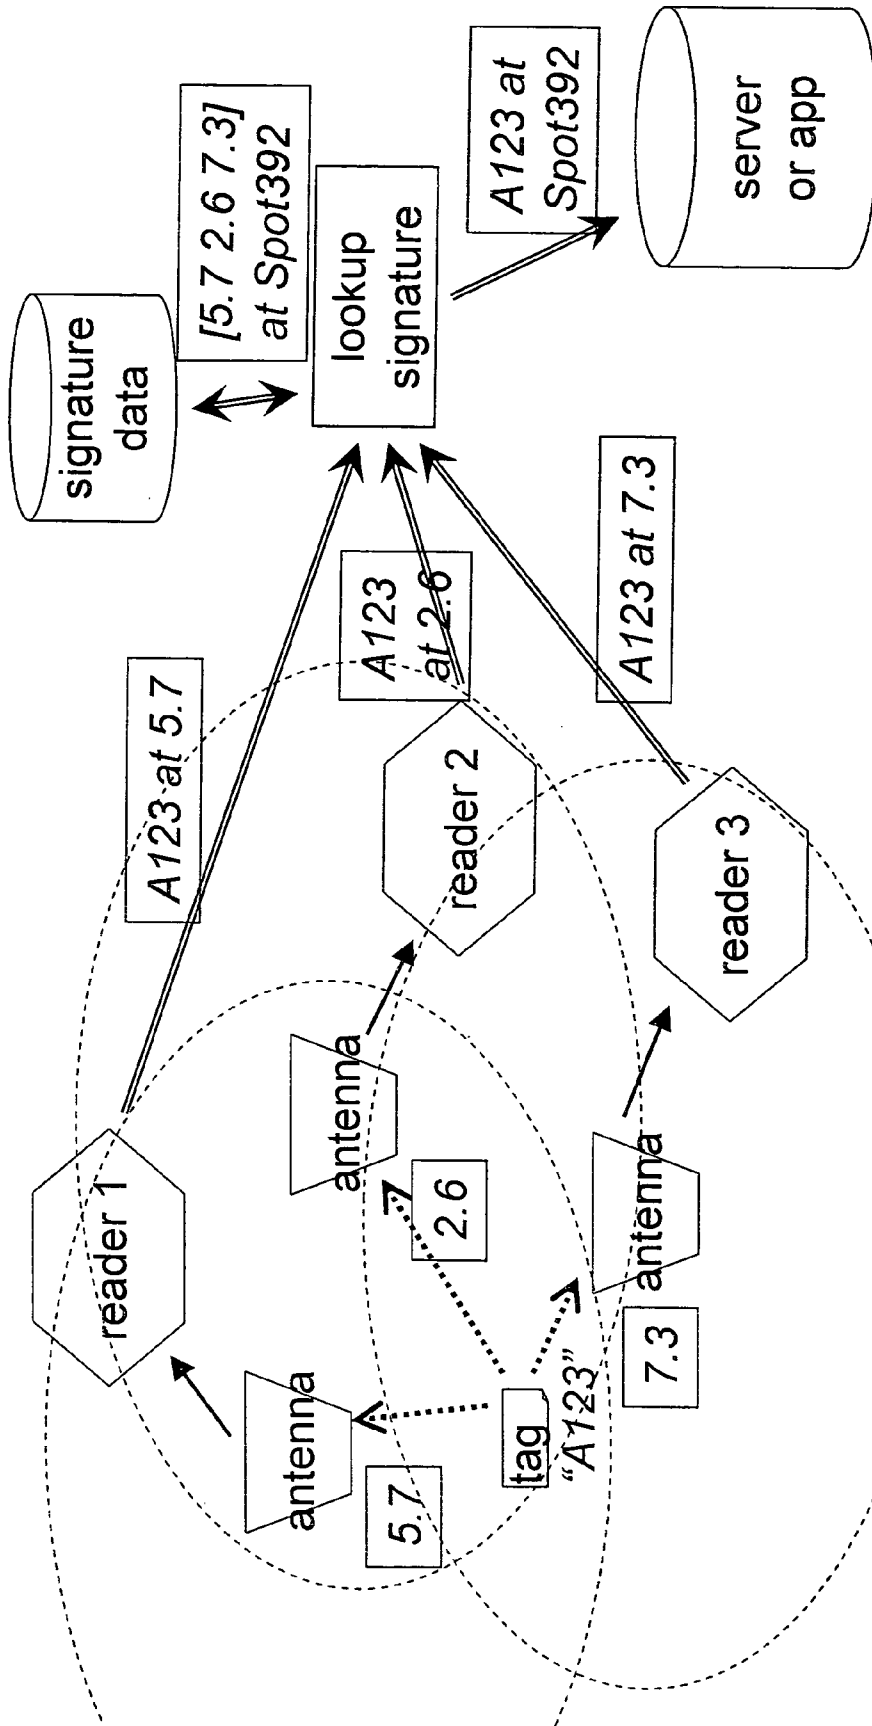 signature
data
[5.7 2.6 7.3]
at Spot392
lookup
signature
A123 at
Spot392
server
or app
A123 at 5.7
A123
at 2.6
A123 at 7.3
reader 1
reader 2
reader 3
antenna
antenna
antenna
5.7
2.6
7.3
tag
“A123”